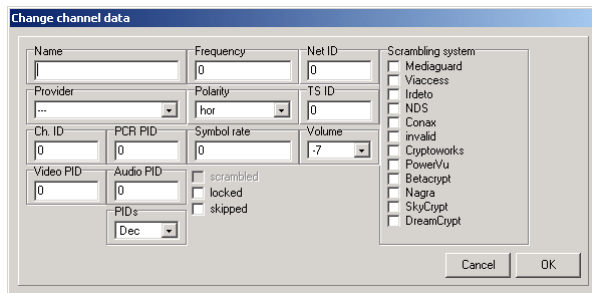 Change channel data
Name
Frequency
0
Net ID
0
Provider
---
Polarity
hor
TS ID
0
Ch. ID
0
PCR PID
0
Symbol rate
0
Volume
-7
Video PID
0
Audio PID
0
scrambled
locked
skipped
PIDs
Dec
Scrambling system
Mediaguard
Viaccess
Irdeto
NDS
Conax
invalid
Cryptoworks
PowerVu
Betacrypt
Nagra
SkyCrypt
DreamCrypt
Cancel
OK